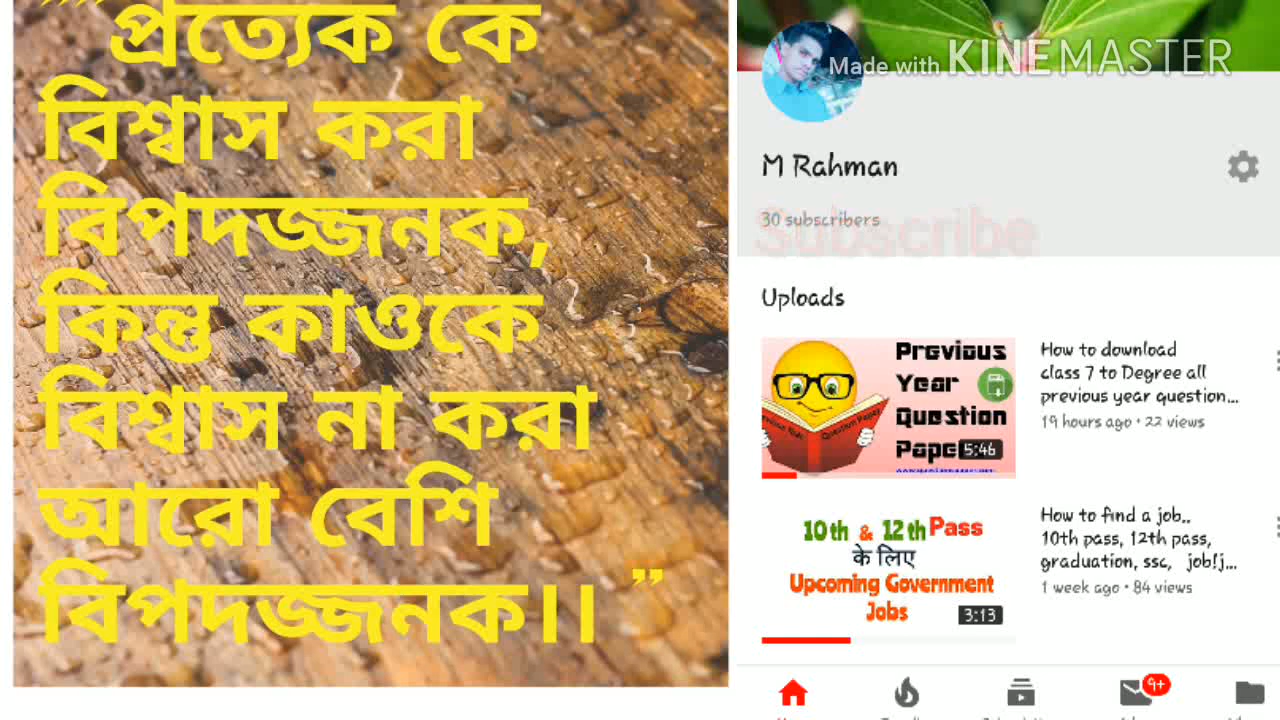 ””প্রত্যেক কে
বিশ্বাস করা
বিপদজ্জনক,
কিন্তু কাওকে
বিশ্বাস না করা
আরো বেশি
বিপদজ্জনক।। ”
Made with KINEMASTER
M Rahman
30 subscribers
Subscribe
Uploads
Previous
Year
Question
Pape
5:46
How to download
class 7 to Degree all
previous year question...
19 hours ago • 22 views
10th & 12th Pass
के लिए
Upcoming Government
Jobs
3:13
How to find a job..
10th pass, 12th pass,
graduation, ssc, job!j...
1 week ago • 84 views
9+